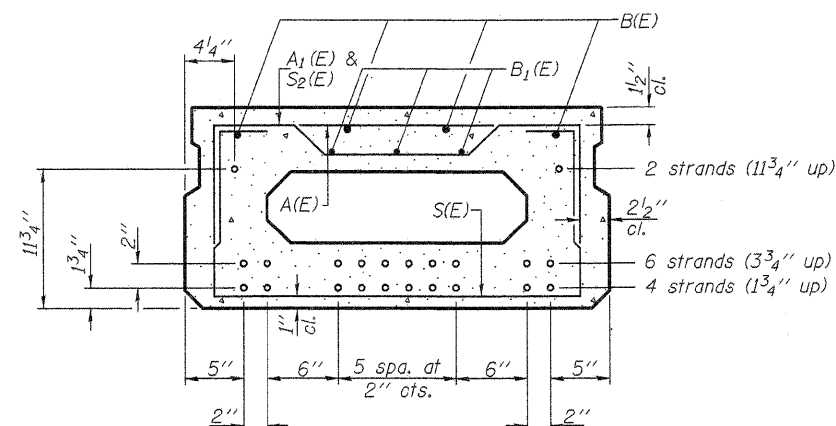 B(E)
4¼"
A₁(E) &
S₂(E)
B₁(E)
1½"
cl.
2 strands (11¾" up)
11¾"
1¾"
2"
A(E)
S(E)
2½"
cl.
6 strands (3¾" up)
4 strands (1¾" up)
1"
cl.
5"
6"
5 spa. at
2" cts.
6"
5"
2"
2"